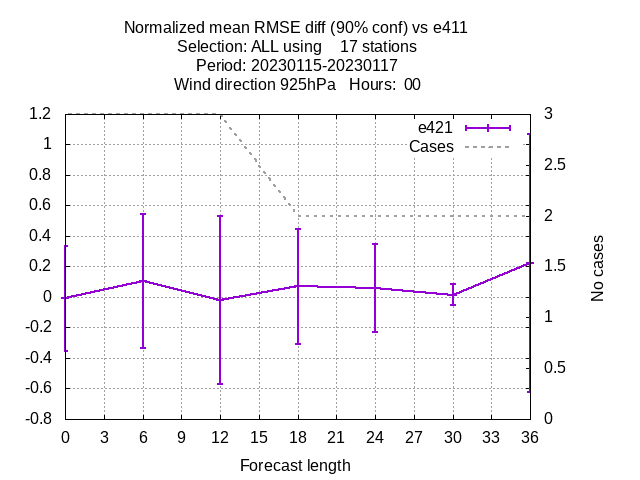 Normalized mean RMSE diff (90% conf) vs e411
Selection: ALL using    17 stations
Period: 20230115-20230117
Wind direction 925hPa   Hours:  00
1.2
1
0.8
0.6
0.4
0.2
0
-0.2
-0.4
-0.6
-0.8
e421
Cases
3
2.5
2
1.5
1
0.5
0
No cases
0 3 6 9 12 15 18 21 24 27 30 33 36
Forecast length